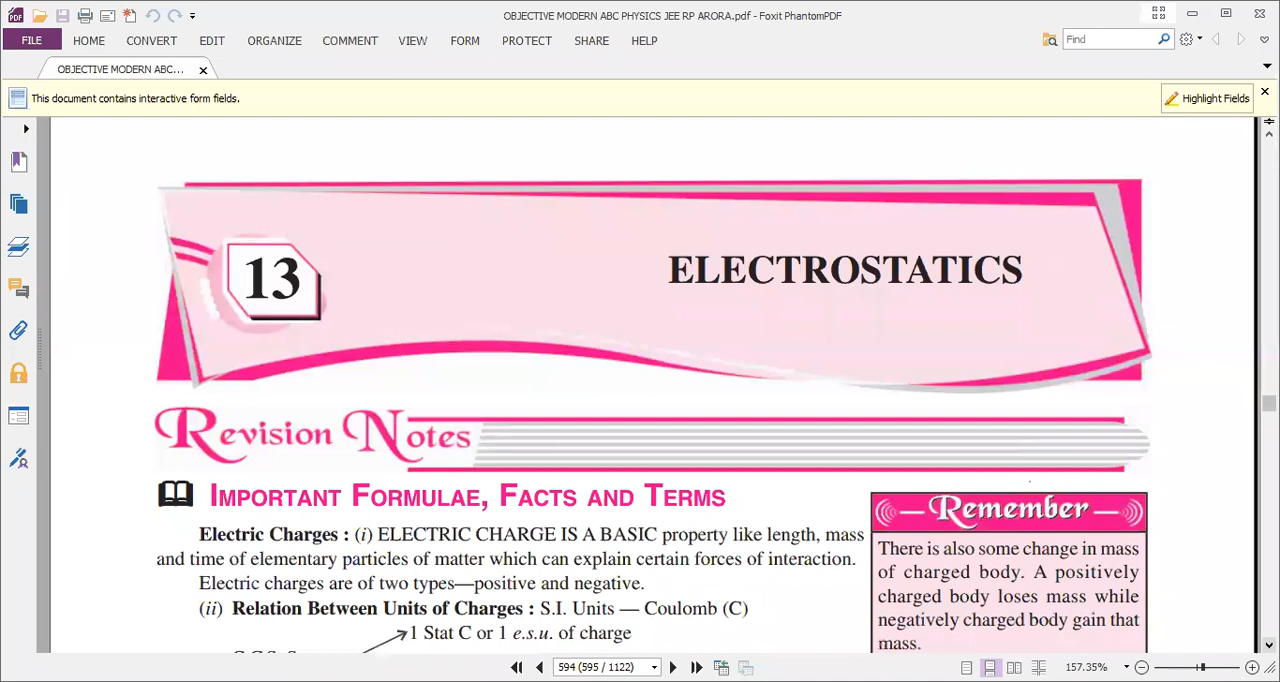 PDF
OBJECTIVE MODERN ABC PHYSICS JEE RP ARORA.pdf - Foxit PhantomPDF
FILE HOME CONVERT EDIT ORGANIZE COMMENT VIEW FORM PROTECT SHARE HELP
Find
OBJECTIVE MODERN ABC...
This document contains interactive form fields.
Highlight Fields
13
ELECTROSTATICS
Revision Notes
IMPORTANT FORMULAE, FACTS AND TERMS
Electric Charges : (i) ELECTRIC CHARGE IS A BASIC property like length, mass
and time of elementary particles of matter which can explain certain forces of interaction.
Electric charges are of two types—positive and negative.
(ii) Relation Between Units of Charges : S.I. Units — Coulomb (C)
1 Stat C or 1 e.s.u. of charge
Remember
There is also some change in mass
of charged body. A positively
charged body loses mass while
negatively charged body gain that
mass.
594 (595 / 1122)
157.35%